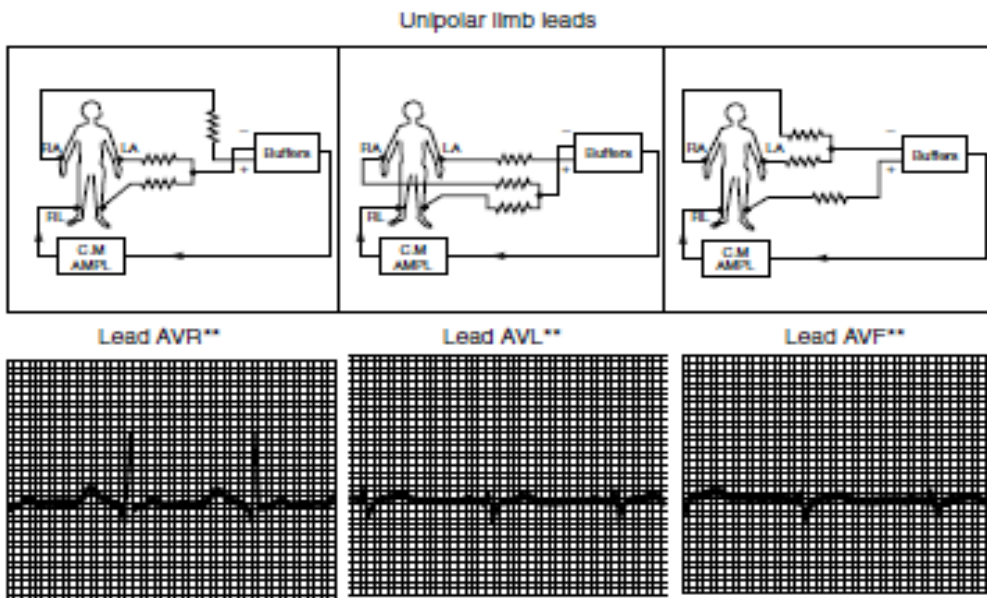 Unipolar limb leads
RA LA − + Buffers
RL
C.M
AMPL
RA LA − + Buffers
RL
C.M
AMPL
RA LA − + Buffers
RL
C.M
AMPL
Lead AVR** Lead AVL** Lead AVF**